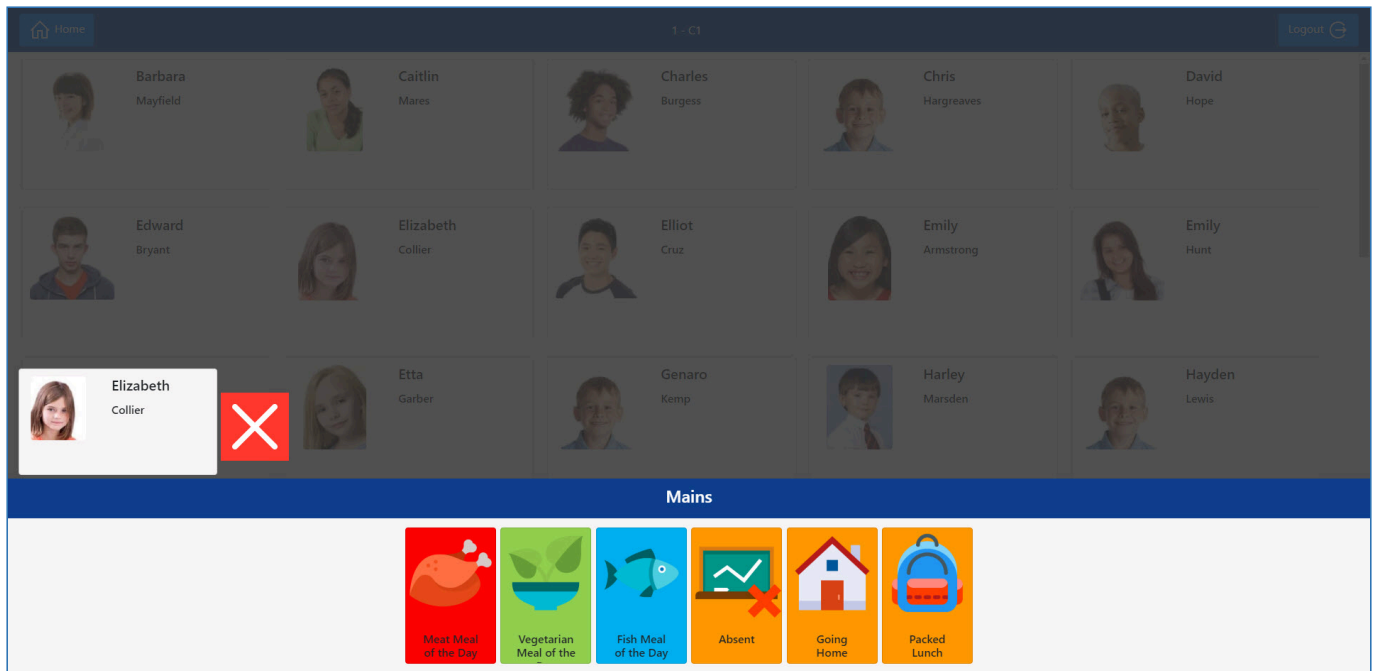 Home
1 - C1
Logout
Barbara
Mayfield
Caitlin
Mares
Charles
Burgess
Chris
Hargreaves
David
Hope
Edward
Bryant
Elizabeth
Collier
Elliot
Cruz
Emily
Armstrong
Emily
Hunt
Elizabeth
Collier
Etta
Garber
Genaro
Kemp
Harley
Marsden
Hayden
Lewis
Mains
Meat Meal
of the Day
Vegetarian
Meal of the
Fish Meal
of the Day
Absent
Going
Home
Packed
Lunch